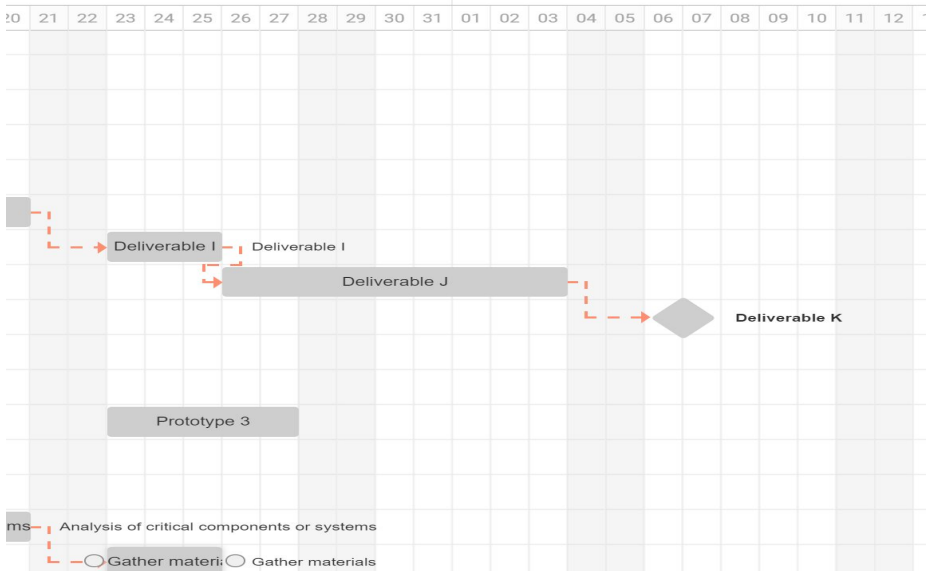 20 21 22 23 24 25 26 27 28 29 30 31 01 02 03 04 05 06 07 08 09 10 11 12
Deliverable I Deliverable I
Deliverable J
Deliverable K
Prototype 3
ms Analysis of critical components or systems
Gather materi Gather materials